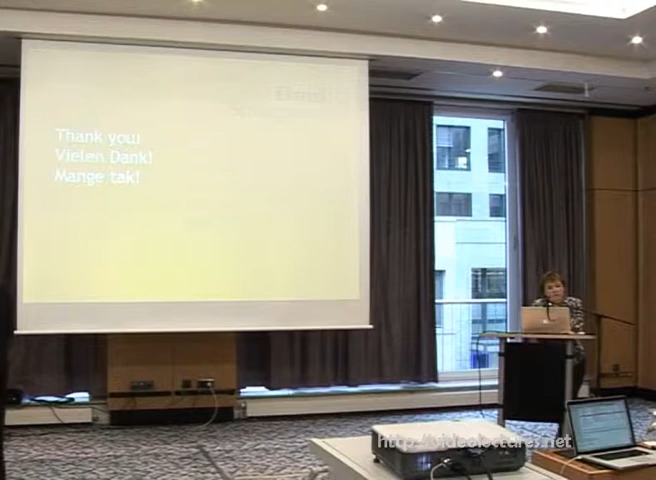 Thank you!
Vielen Dank!
Mange tak!
http://videolectures.net